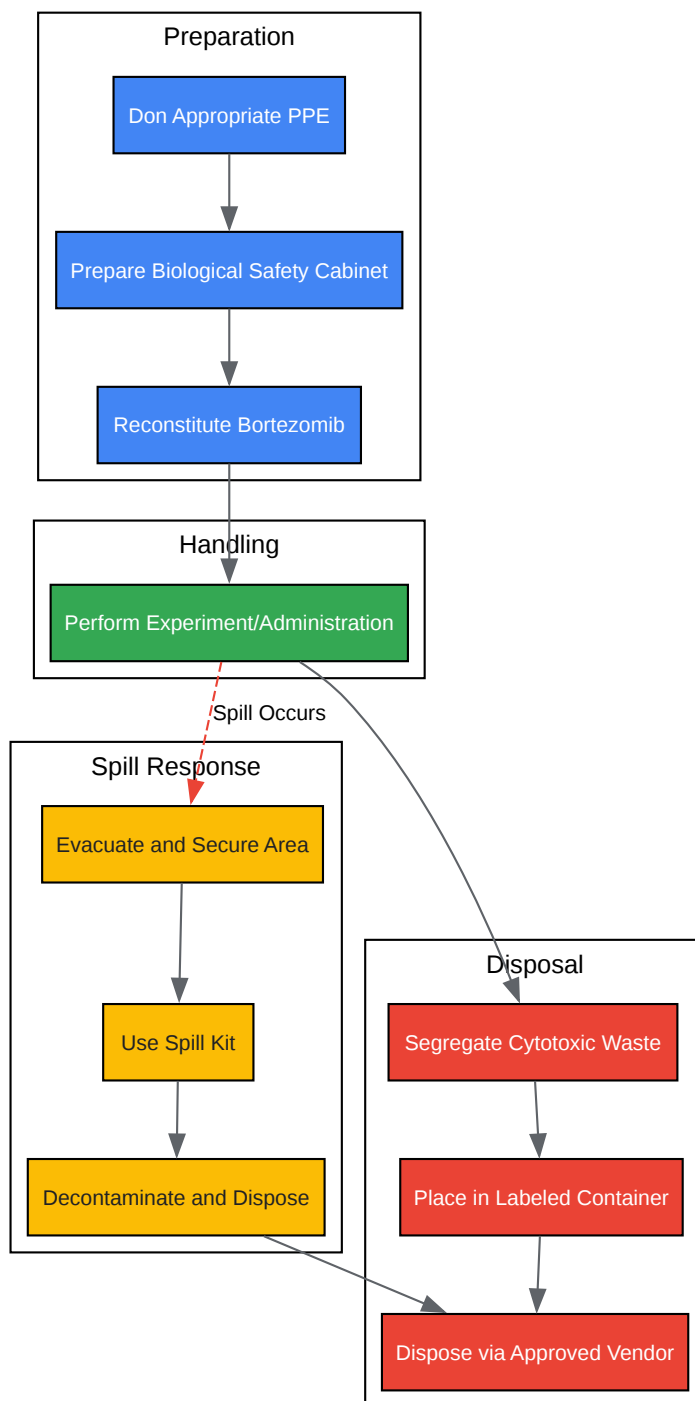 Preparation
Don Appropriate PPE
Prepare Biological Safety Cabinet
Reconstitute Bortezomib
Handling
Perform Experiment/Administration
Spill Occurs
Spill Response
Evacuate and Secure Area
Use Spill Kit
Decontaminate and Dispose
Disposal
Segregate Cytotoxic Waste
Place in Labeled Container
Dispose via Approved Vendor